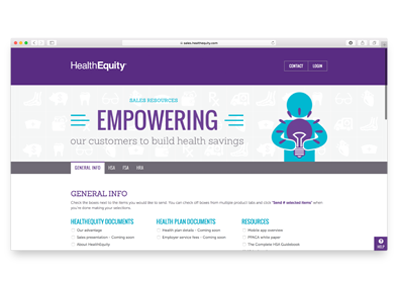 sales.healthequity.com
HealthEquity
CONTACT
LOGIN
SALES RESOURCES
EMPOWERING
our customers to build health savings
GENERAL INFO
HSA
FSA
HRA
GENERAL INFO
Check the boxes next to the items you would like to send. You can check off boxes from multiple product tabs and click "Send # selected items" when
you're done making your selections.
HEALTHEQUITY DOCUMENTS
Our advantage
Sales presentation - Coming soon
About HealthEquity
HEALTH PLAN DOCUMENTS
Health plan details - Coming soon
Employer service fees - Coming soon
RESOURCES
Mobile app overview
PPACA white paper
The Complete HSA Guidebook
HELP